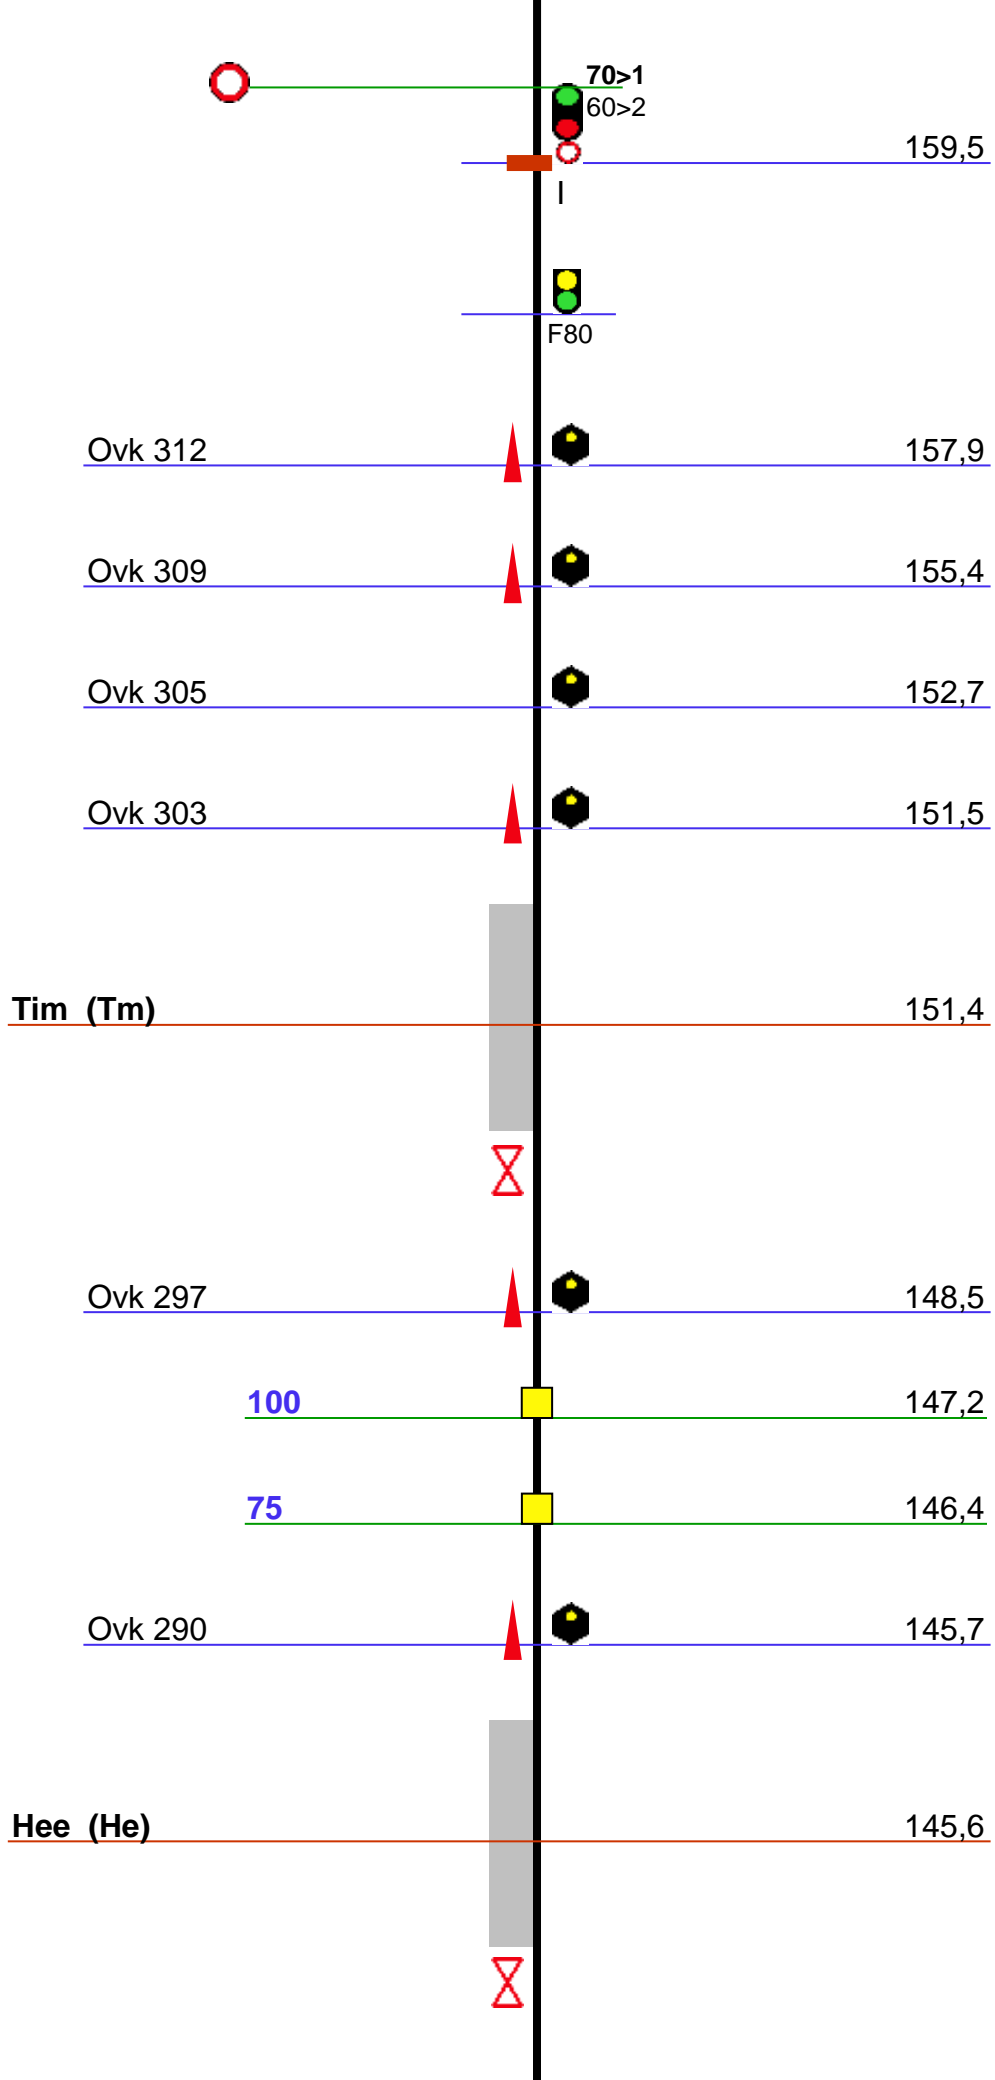 70>1
60>2
159,5
I
F80
Ovk 312 157,9
Ovk 309 155,4
Ovk 305 152,7
Ovk 303 151,5
Tim (Tm) 151,4
Ovk 297 148,5
100 147,2
75 146,4
Ovk 290 145,7
Hee (He) 145,6